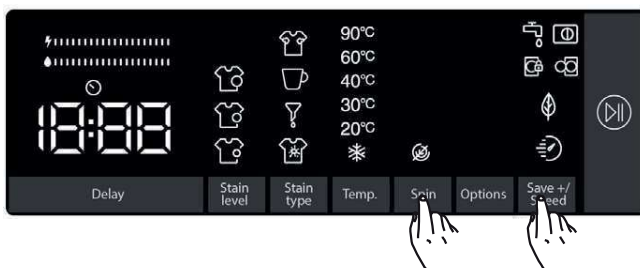 90°C
60°C
40°C
30°C
20°C
18:88
Delay
Stain level
Stain type
Temp.
Spin
Options
Save +/
Speed